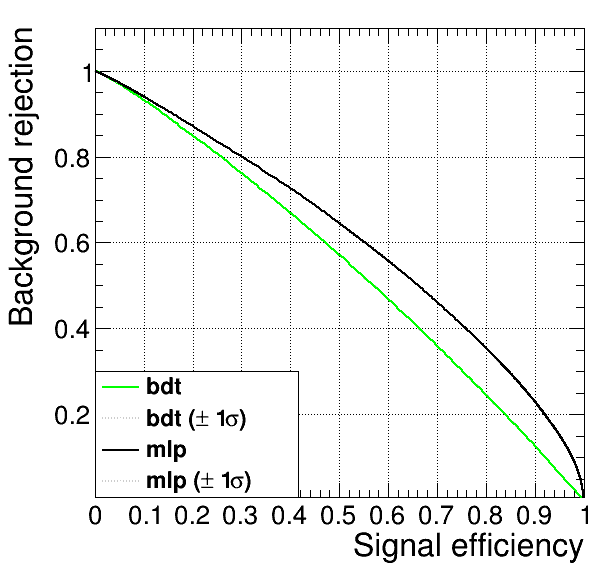 Background rejection
1
0.8
0.6
0.4
0.2
bdt
bdt (± 1σ)
mlp
mlp (± 1σ)
0 0.1 0.2 0.3 0.4 0.5 0.6 0.7 0.8 0.9 1
Signal efficiency